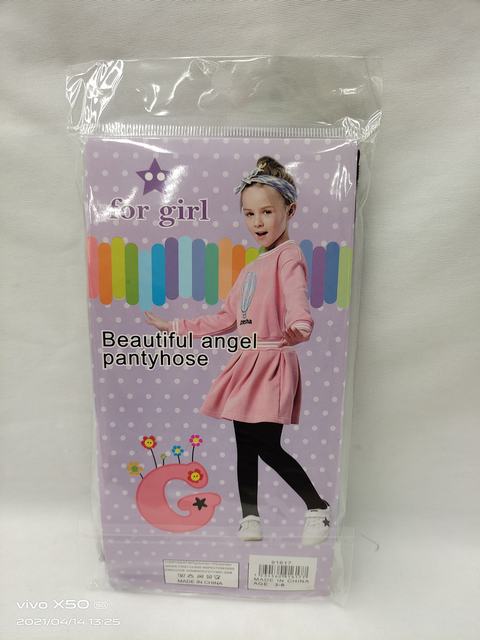 for girl
Beautiful angel
pantyhose
G
MADE IN CHINA
91617
MADE IN CHINA
AGE: 3-8
vivo X50 5G
2021/04/14 13:25